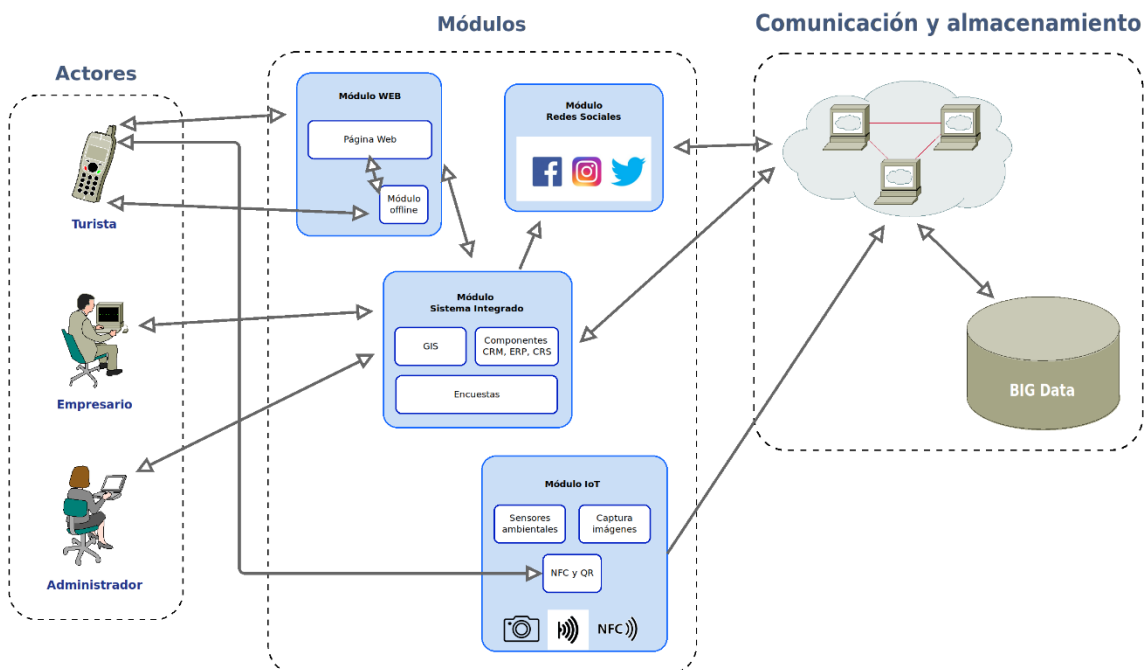 Módulos
Comunicación y almacenamiento
Actores
Módulo WEB
Página Web
Módulo
offline
Módulo
Redes Sociales
Turista
Módulo
Sistema Integrado
GIS
Componentes
CRM, ERP, CRS
Encuestas
Empresario
BIG Data
Módulo IoT
Sensores
ambientales
Captura
imágenes
NFC y QR
NFC
Administrador